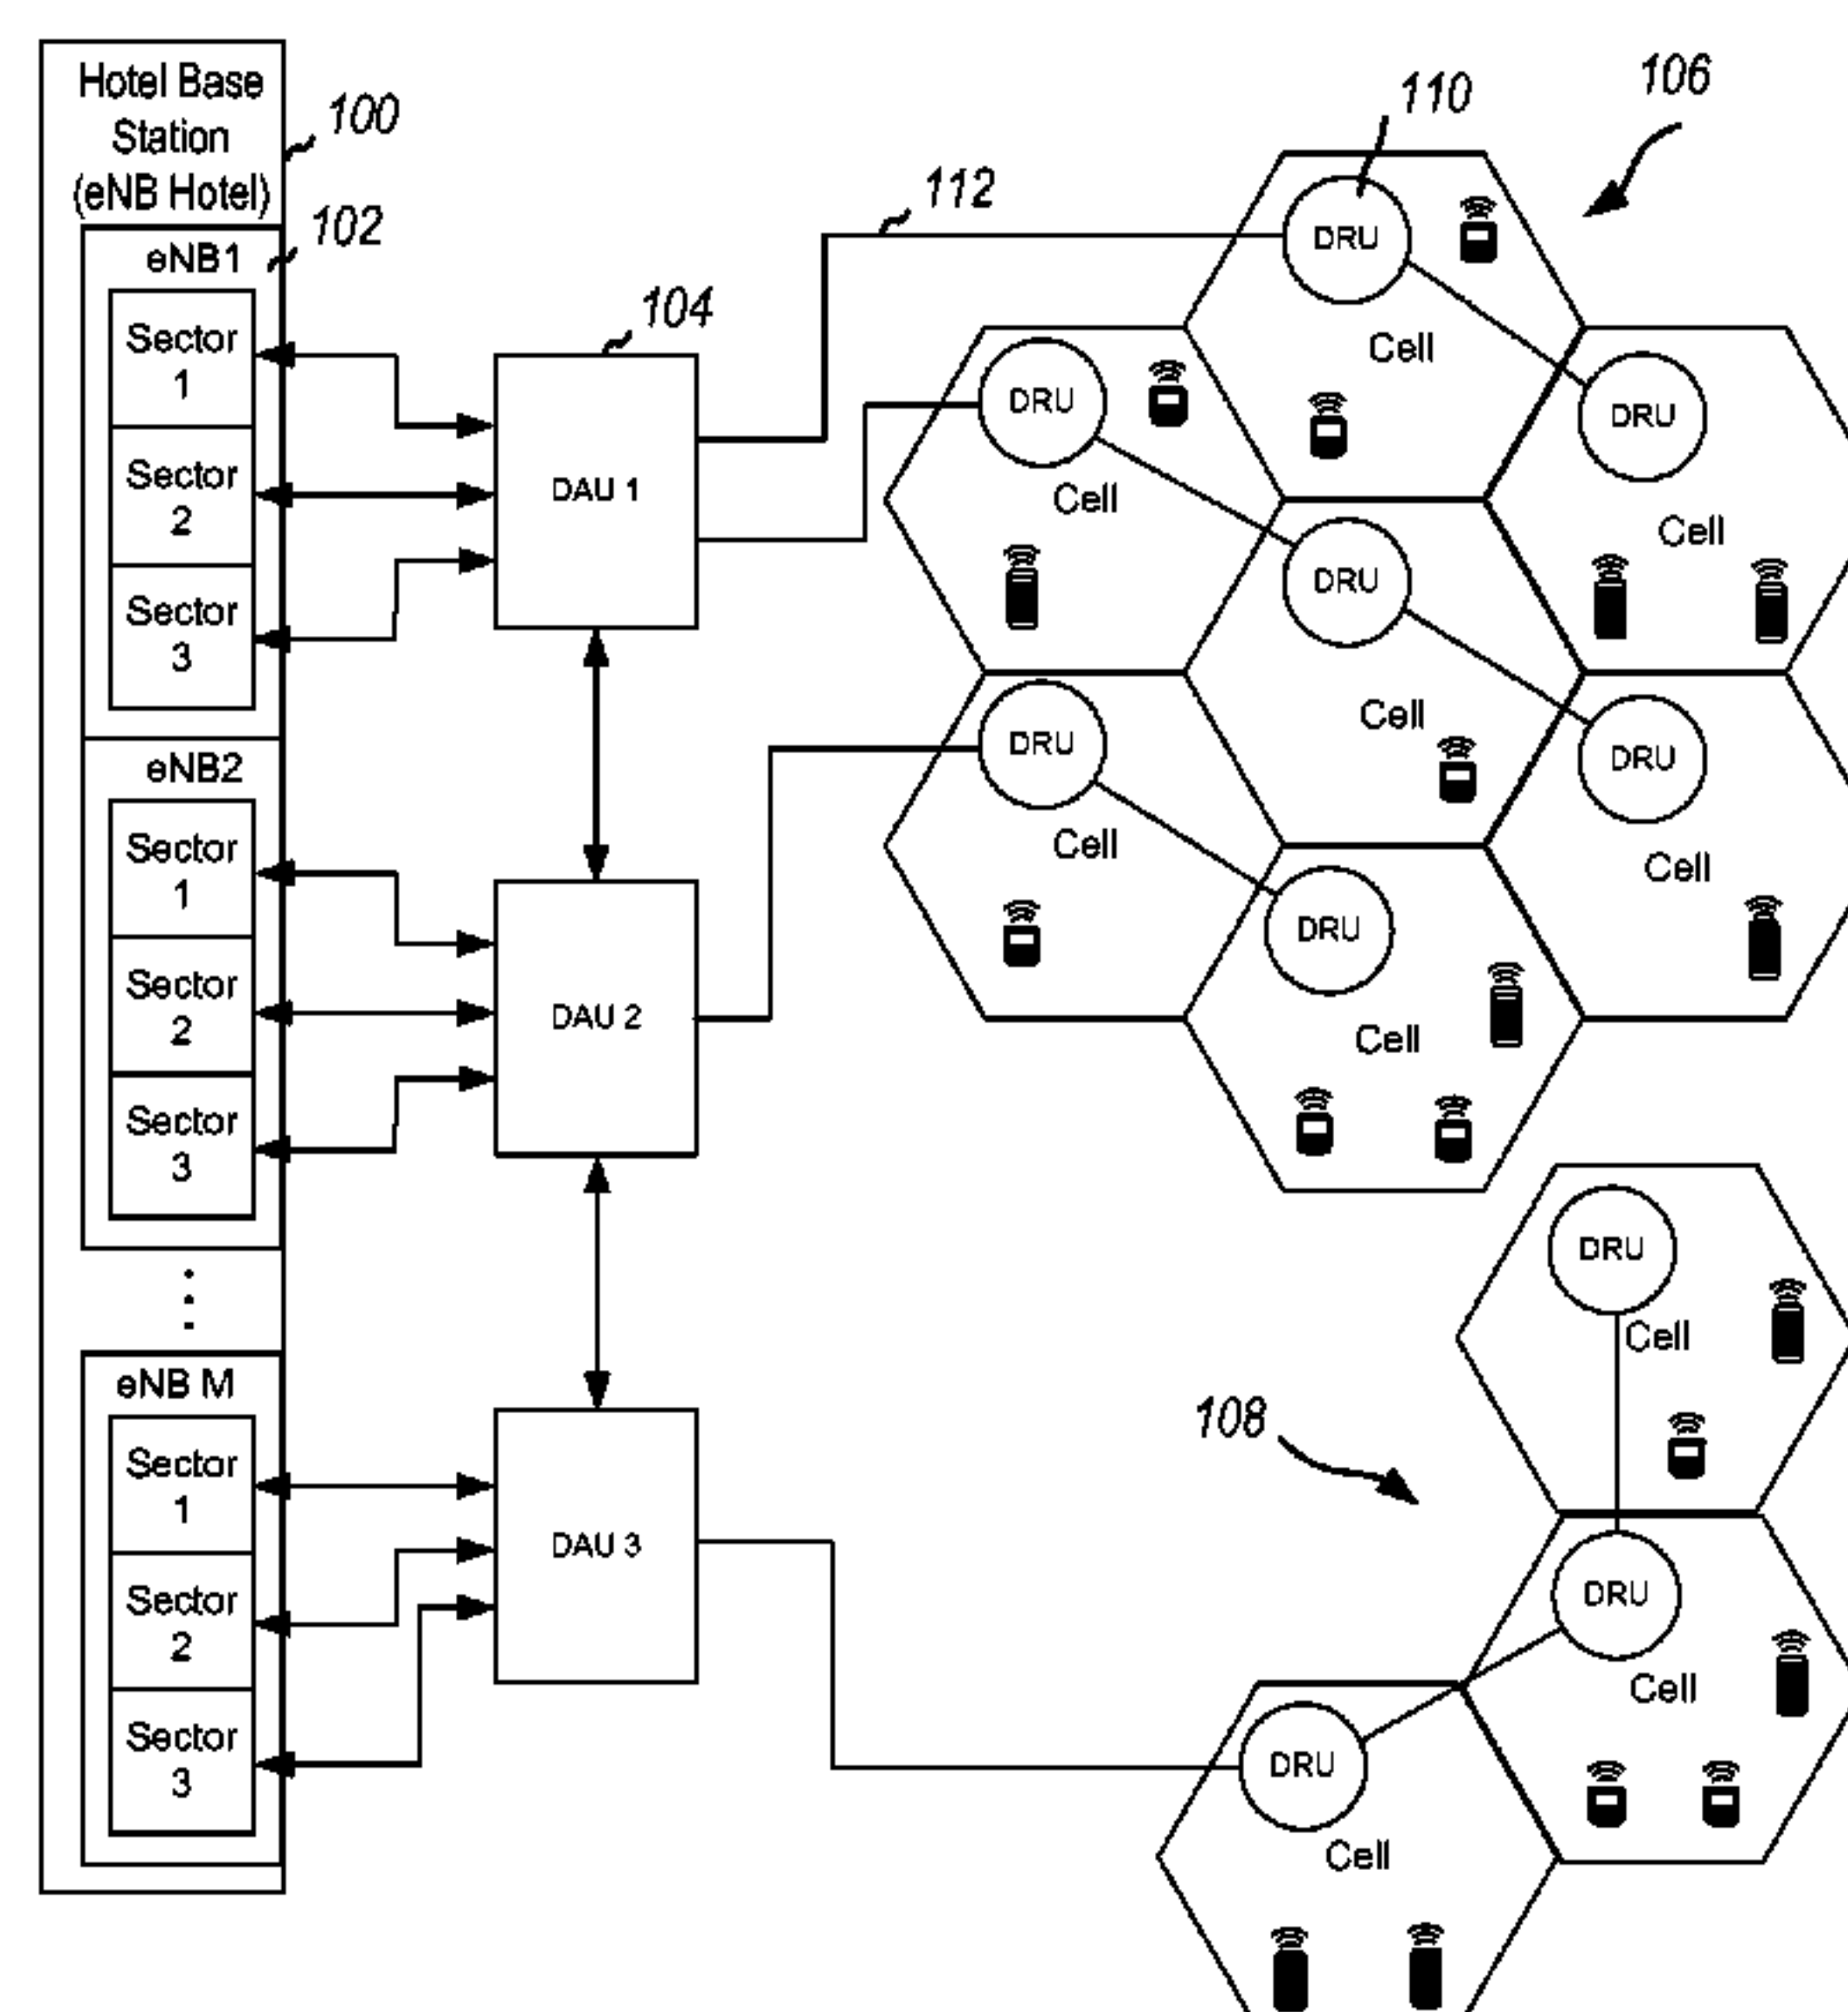 Hotel Base
Station
(eNB Hotel)
100
102
eNB1
Sector
1
Sector
2
Sector
3
eNB2
Sector
1
Sector
2
Sector
3
eNB M
Sector
1
Sector
2
Sector
3
104
DAU 1
DAU 2
DAU 3
112
110
106
DRU
Cell
DRU
Cell
DRU
Cell
DRU
Cell
DRU
Cell
DRU
Cell
DRU
Cell
108
DRU
Cell
DRU
Cell
DRU
Cell